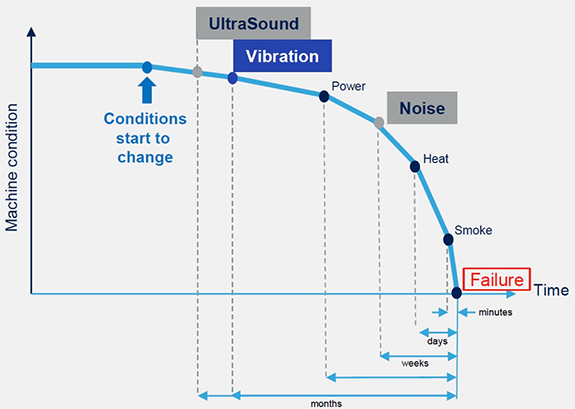 UltraSound
Vibration
Power
Noise
Conditions
start to
change
Heat
Smoke
Failure
Time
Machine condition
minutes
days
weeks
months